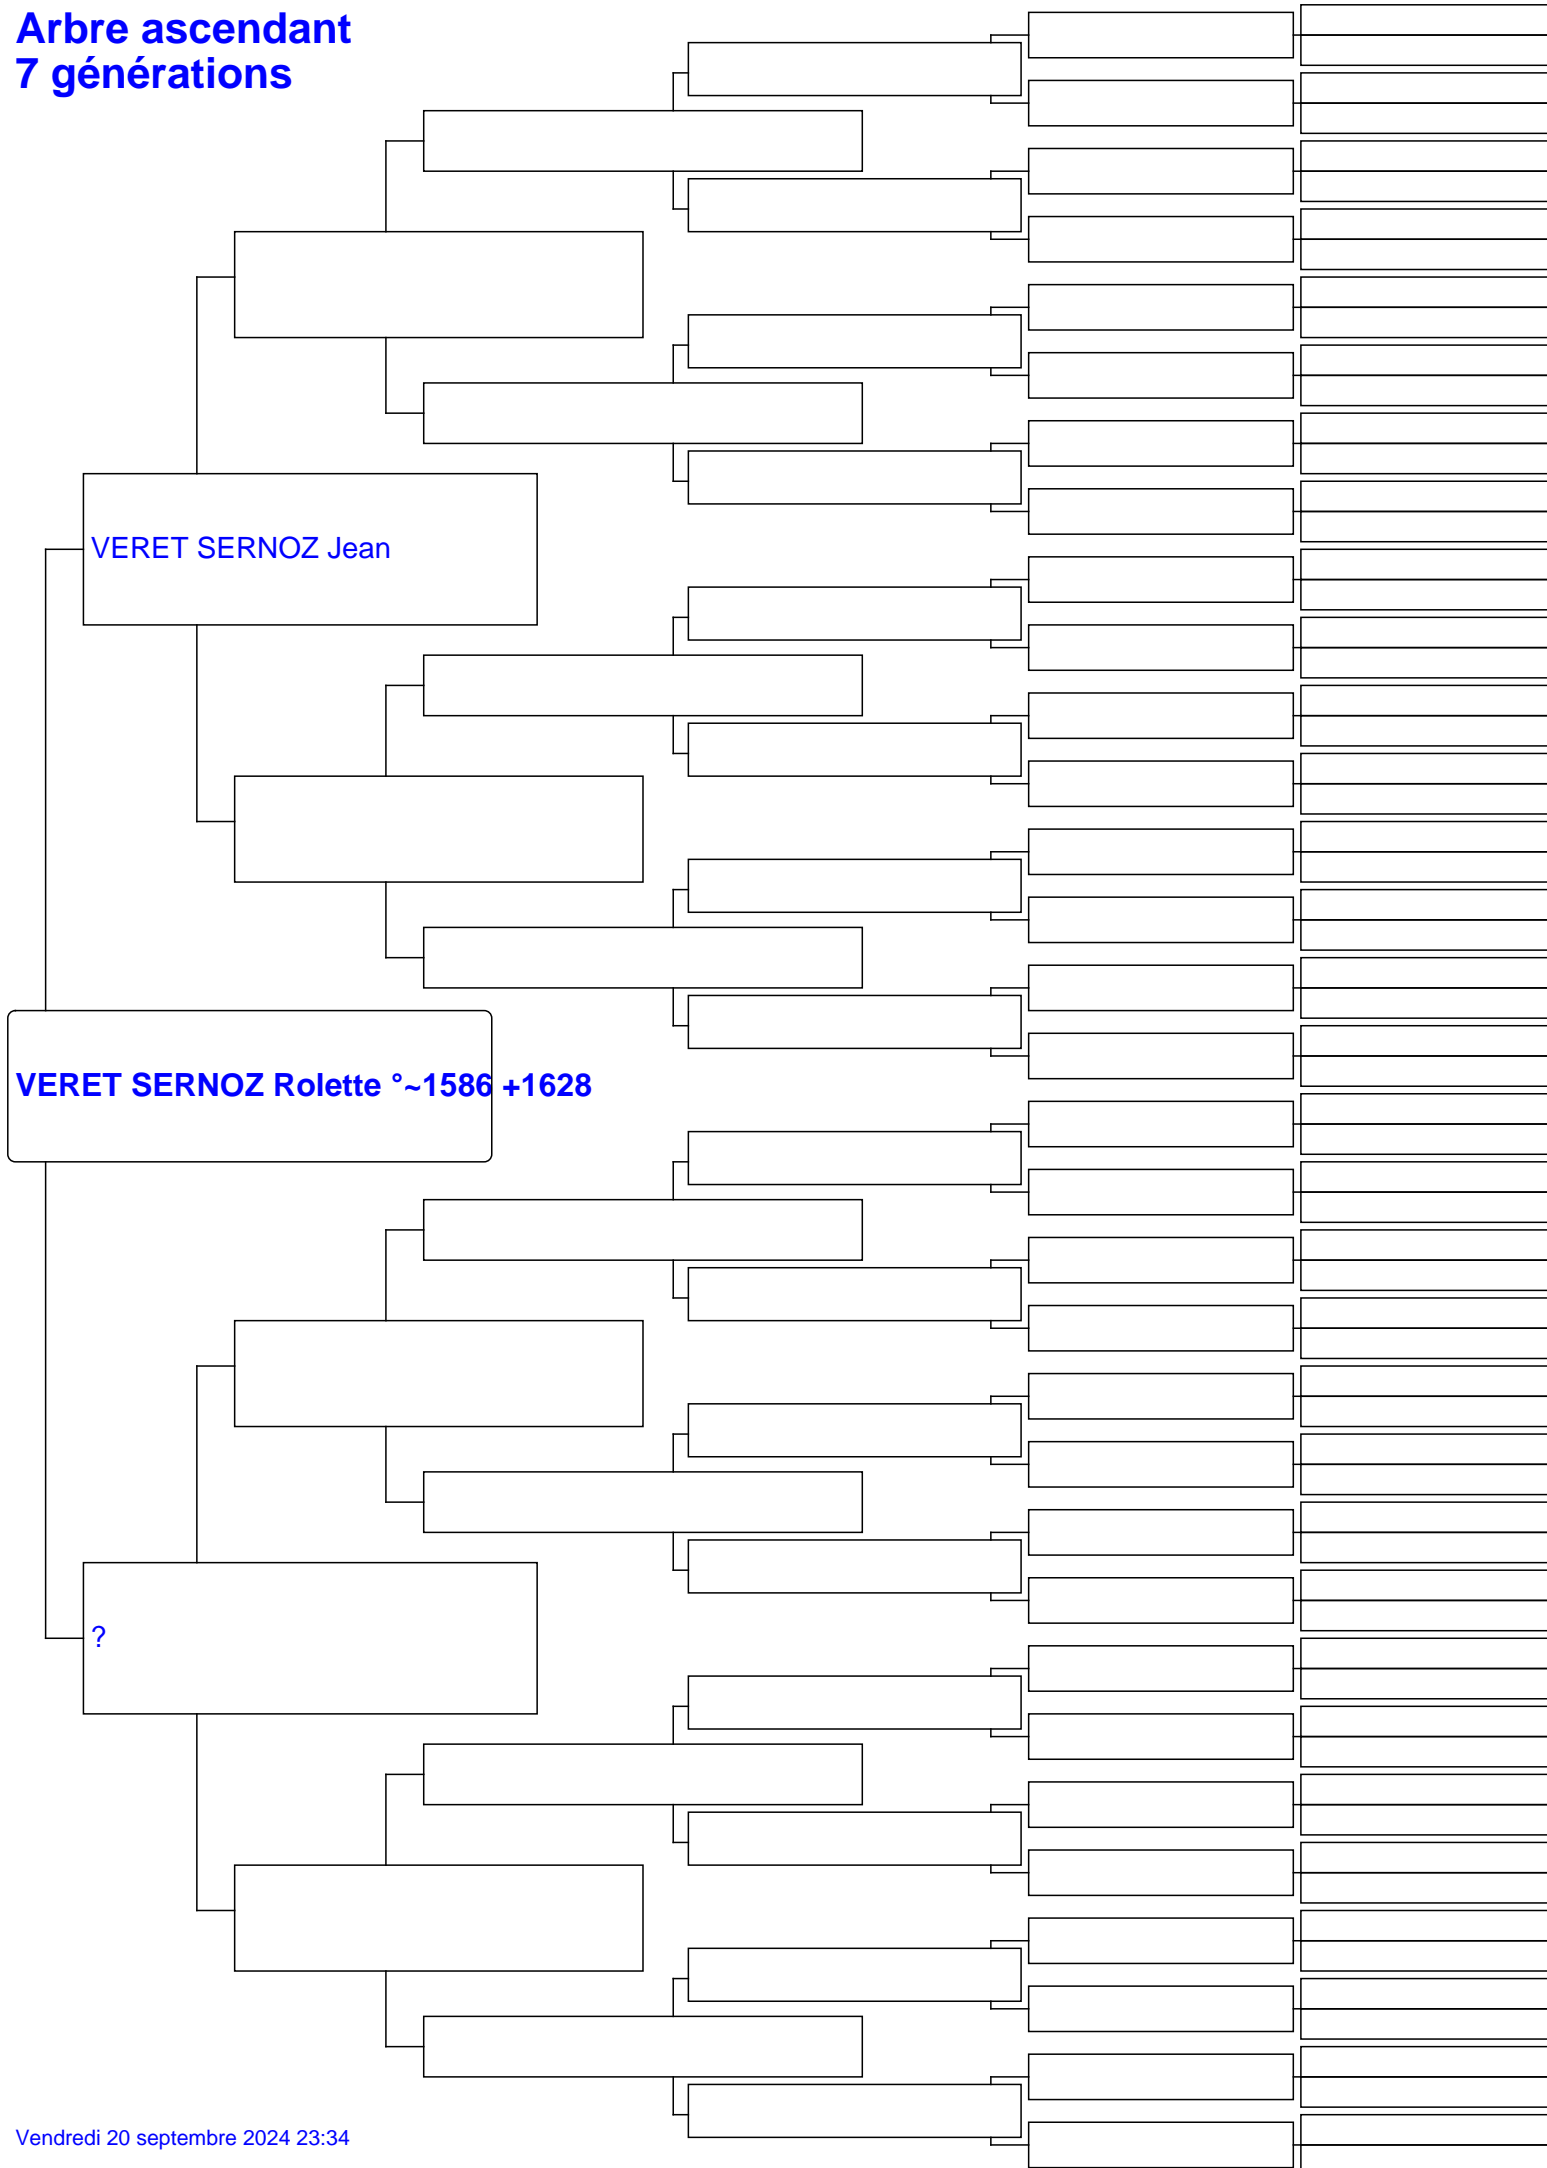 Arbre ascendant
7 générations
VERET SERNOZ Jean
VERET SERNOZ Rolette °~1586 +1628
?
Vendredi 20 septembre 2024 23:34